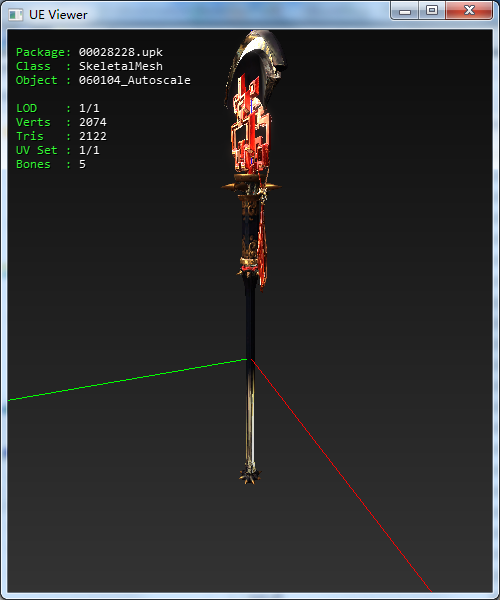 UE Viewer
Package: 00028228.upk
Class  : SkeletalMesh
Object : 060104_Autoscale
LOD    : 1/1
Verts  : 2074
Tris   : 2122
UV Set : 1/1
Bones  : 5